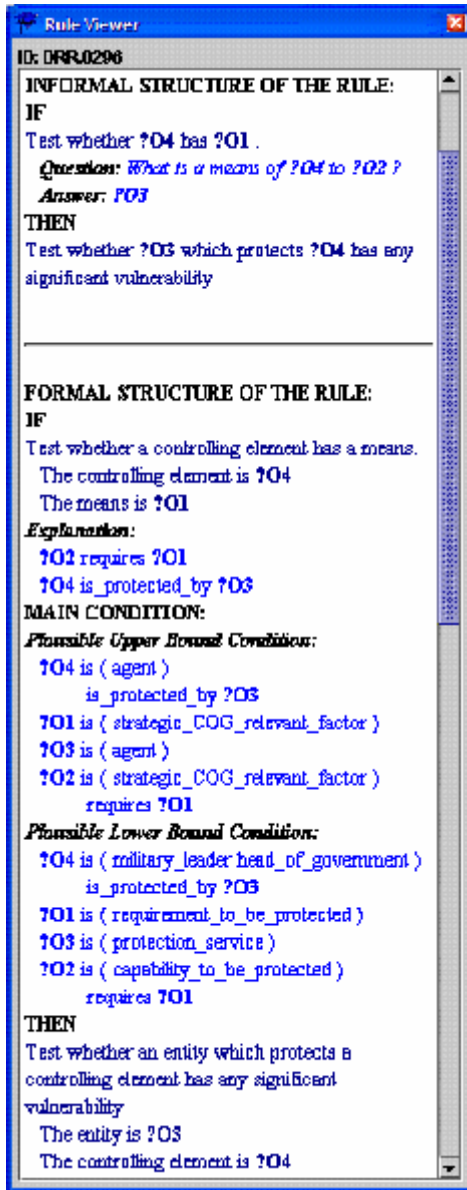 Rule Viewer
ID: DRR.0296
INFORMAL STRUCTURE OF THE RULE:
IF
Test whether ?O4 has ?O1 .
Question: What is a means of ?O4 to ?O2 ?
Answer: ?O3
THEN
Test whether ?O3 which protects ?O4 has any
significant vulnerability
FORMAL STRUCTURE OF THE RULE:
IF
Test whether a controlling element has a means.
The controlling element is ?O4
The means is ?O1
Explanation:
?O2 requires ?O1
?O4 is_protected_by ?O3
MAIN CONDITION:
Plausible Upper Bound Condition:
?O4 is ( agent )
is_protected_by ?O3
?O1 is ( strategic_COG_relevant_factor )
?O3 is ( agent )
?O2 is ( strategic_COG_relevant_factor )
requires ?O1
Plausible Lower Bound Condition:
?O4 is ( military_leader head_of_government )
is_protected_by ?O3
?O1 is ( requirement_to_be_protected )
?O3 is ( protection_service )
?O2 is ( capability_to_be_protected )
requires ?O1
THEN
Test whether an entity which protects a
controlling element has any significant
vulnerability
The entity is ?O3
The controlling element is ?O4